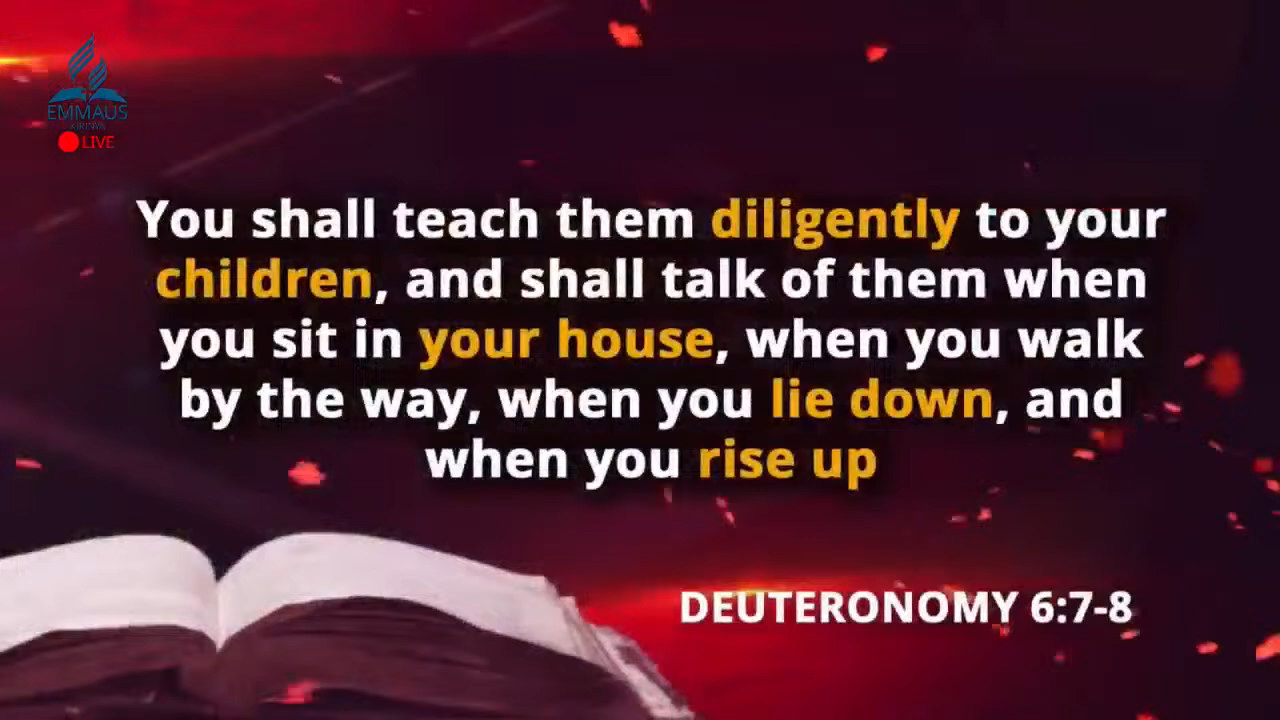 EMMAUS
LIVE
You shall teach them diligently to your
children, and shall talk of them when
you sit in your house, when you walk
by the way, when you lie down, and
when you rise up
DEUTERONOMY 6:7-8